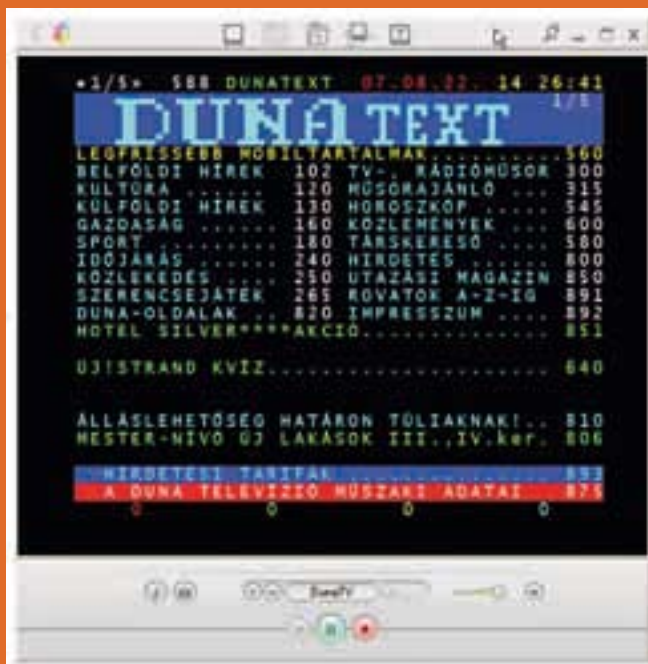 ◂1/5▸ 588 DUNATEXT 07.08.22. 14 26:41
1/5
DUNA TEXT
LEGFRISSEBB MOBILTARTALMAK..........560
BELFÖLDI HÍREK 102 TV-, RÁDIÓMŰSOR 300
KULTÚRA ...... 120 MŰSORAJÁNLÓ ... 315
KÜLFÖLDI HÍREK 130 HOROSZKÓP ..... 545
GAZDASÁG ..... 160 KÖZLEMÉNYEK ... 600
SPORT ........ 180 TÁRSKERESŐ .... 580
IDŐJÁRÁS ..... 240 HIRDETÉS ...... 800
KÖZLEKEDÉS ... 250 UTAZÁSI MAGAZIN 850
SZERENCSEJÁTÉK 265 ROVATOK A-Z-IG 891
DUNA-OLDALAK .. 820 IMPRESSZUM .... 892
HOTEL SILVER****AKCIÓ............... 851
ÚJ!STRAND KVÍZ...................... 640
ÁLLÁSLEHETŐSÉG HATÁRON TÚLIAKNAK!.. 810
MESTER-NÍVÓ ÚJ LAKÁSOK III.,IV.ker. 806
HIRDETÉSI TARIFÁK ................. 893
A DUNA TELEVÍZIÓ MŰSZAKI ADATAI 875
0 0 0 0
DunaTV